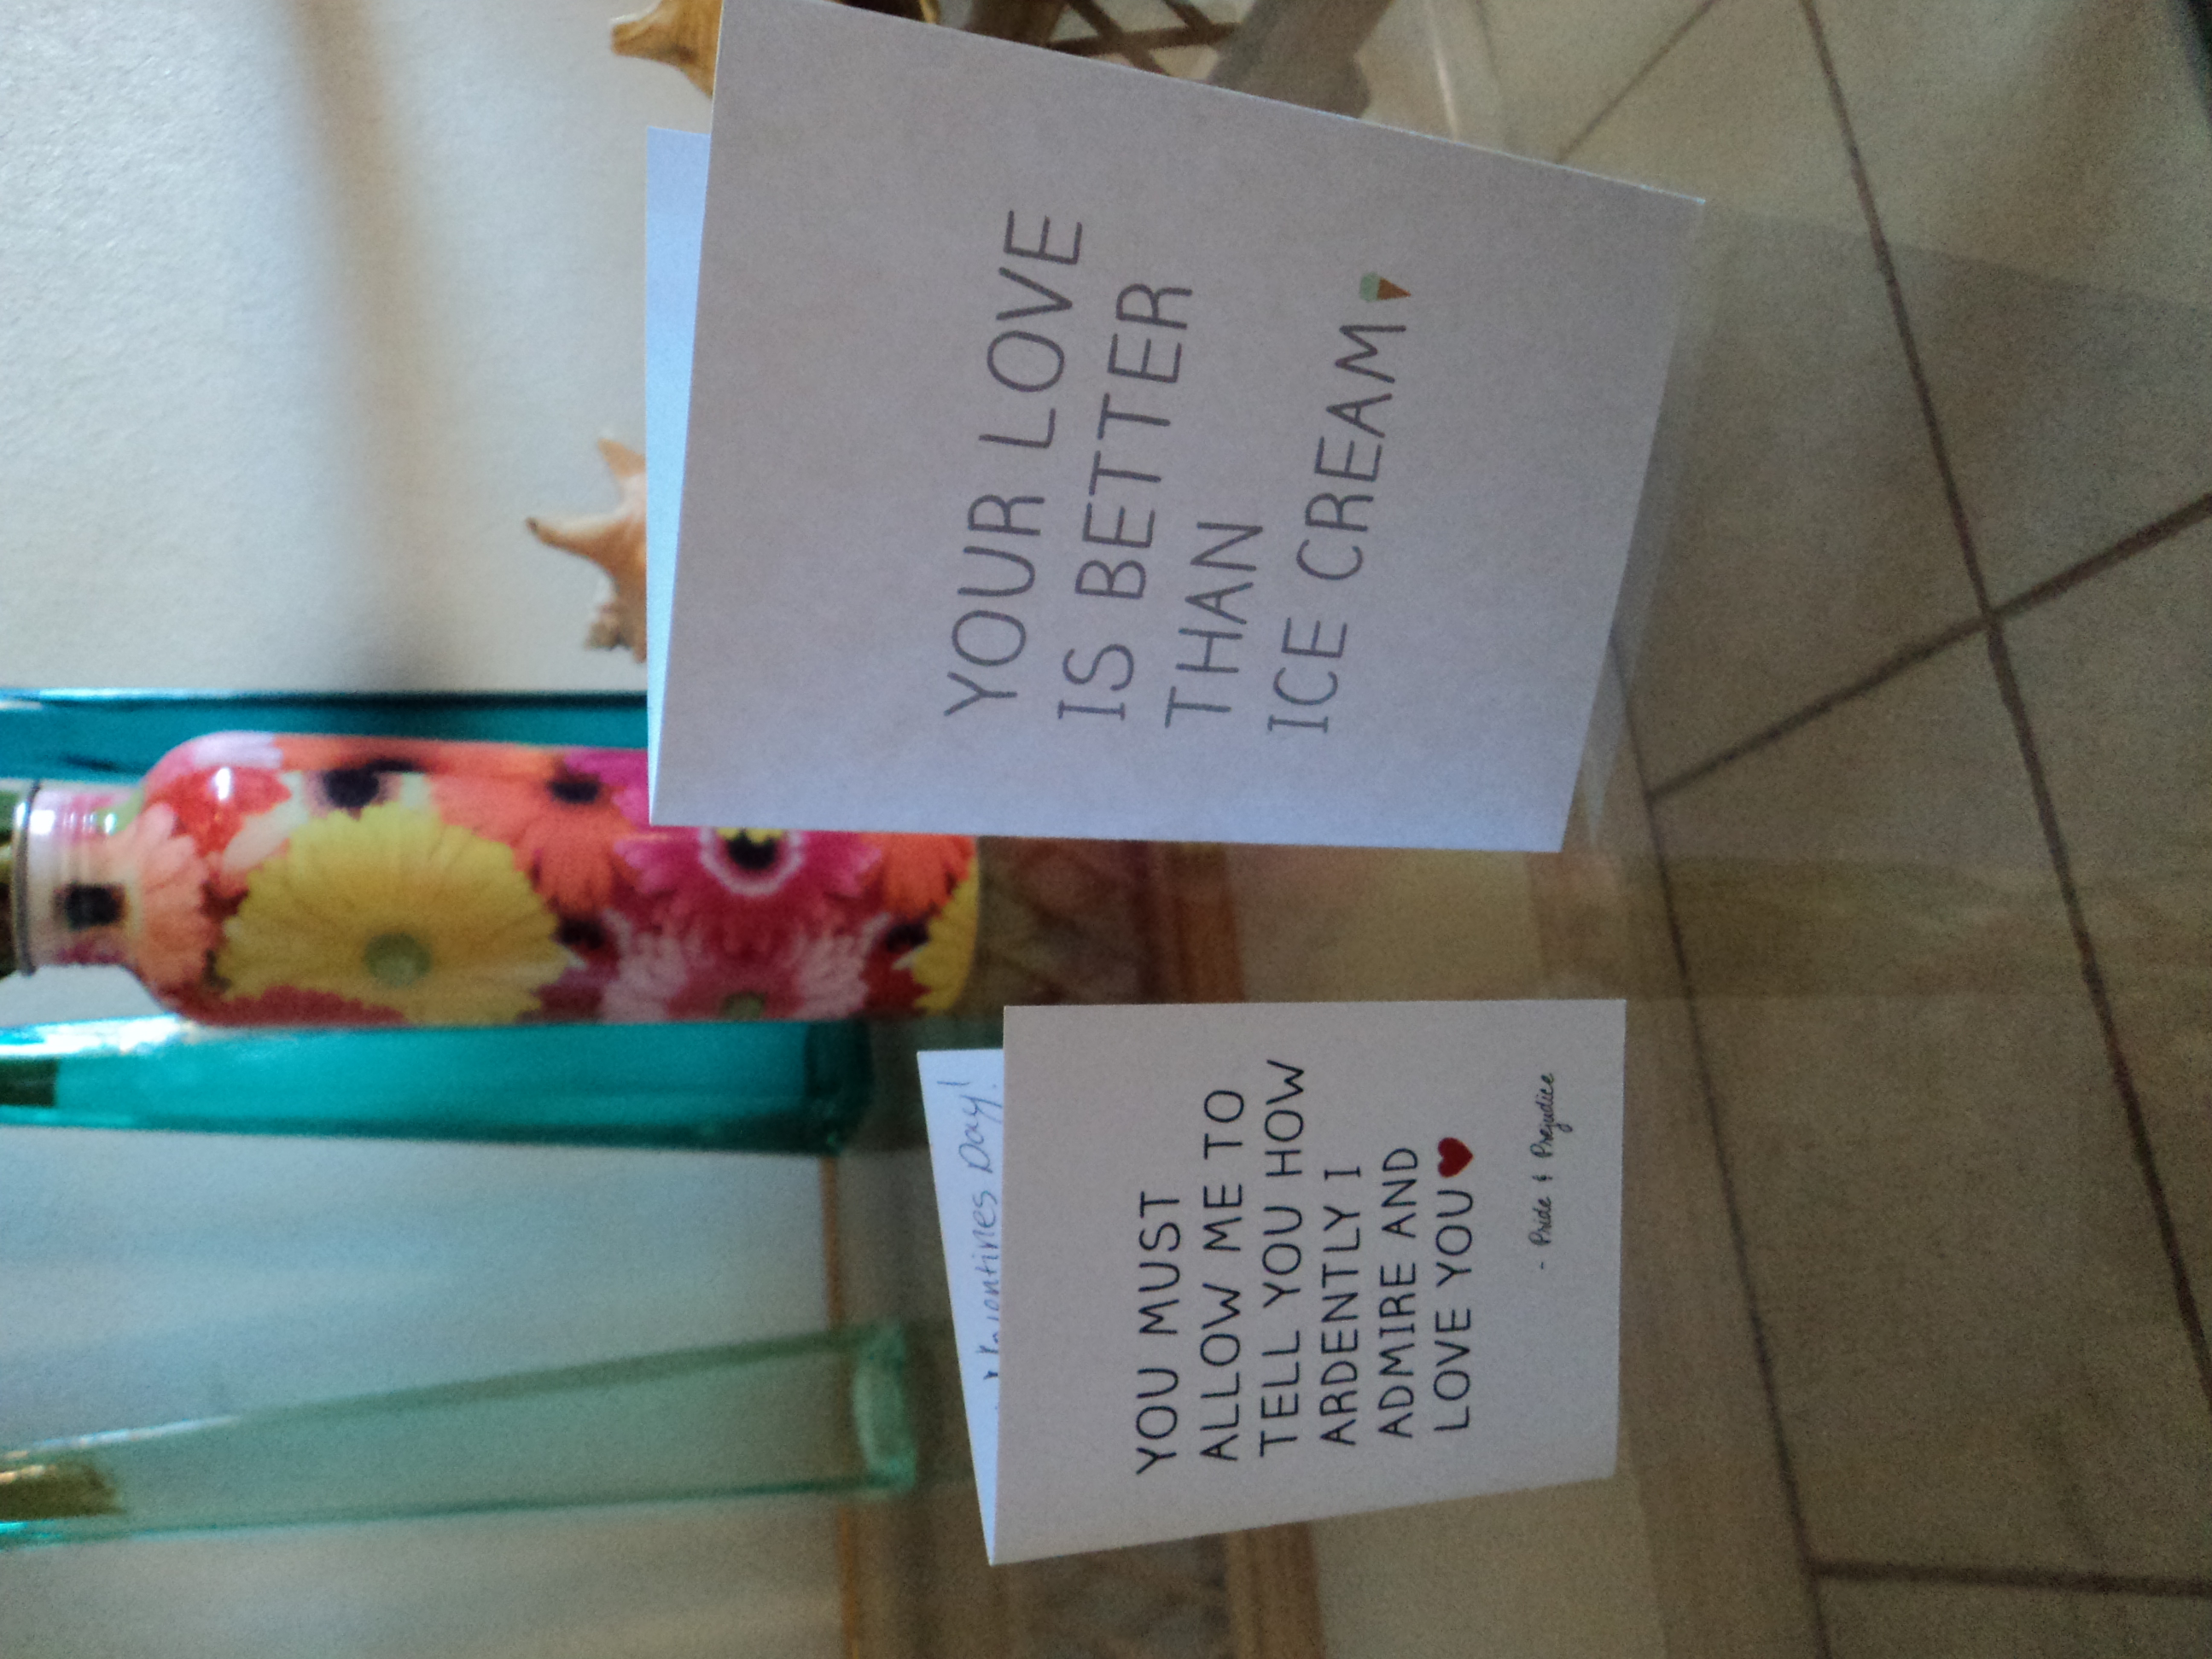 YOU MUST
ALLOW ME TO
TELL YOU HOW
ARDENTLY I
ADMIRE AND
LOVE YOU
- Pride & Prejudice
Day!
YOUR LOVE
IS BETTER
THAN
ICE CREAM